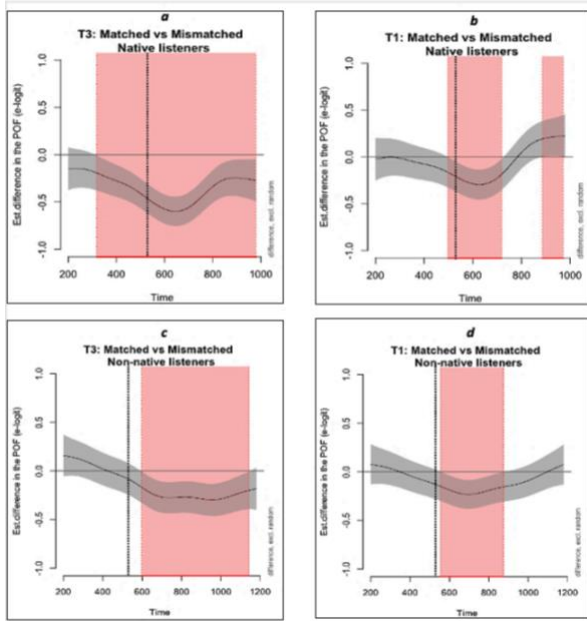 a
T3: Matched vs Mismatched
Native listeners
Est.difference in the POF (e-logit)
1.0
0.5
0.0
-0.5
-1.0
200 400 600 800 1000
Time
difference, excl. random
b
T1: Matched vs Mismatched
Native listeners
Est.difference in the POF (e-logit)
1.0
0.5
0.0
-0.5
-1.0
200 400 600 800 1000
Time
difference, excl. random
c
T3: Matched vs Mismatched
Non-native listeners
Est.difference in the POF (e-logit)
1.0
0.5
0.0
-0.5
-1.0
200 400 600 800 1000 1200
Time
difference, excl. random
d
T1: Matched vs Mismatched
Non-native listeners
Est.difference in the POF (e-logit)
1.0
0.5
0.0
-0.5
-1.0
200 400 600 800 1000 1200
Time
difference, excl. random